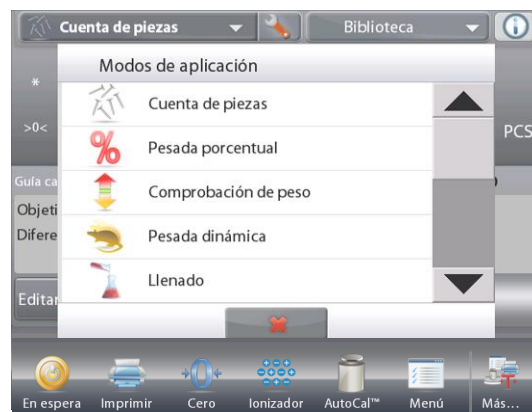 Cuenta de piezas
Biblioteca
Modos de aplicación
*
Cuenta de piezas
>0<
PCS
%
Pesada porcentual
Guía ca
Comprobación de peso
Objeti
Difere
Pesada dinámica
Llenado
Editar
En espera
Imprimir
Cero
Ionizador
AutoCal™
Menú
Más...